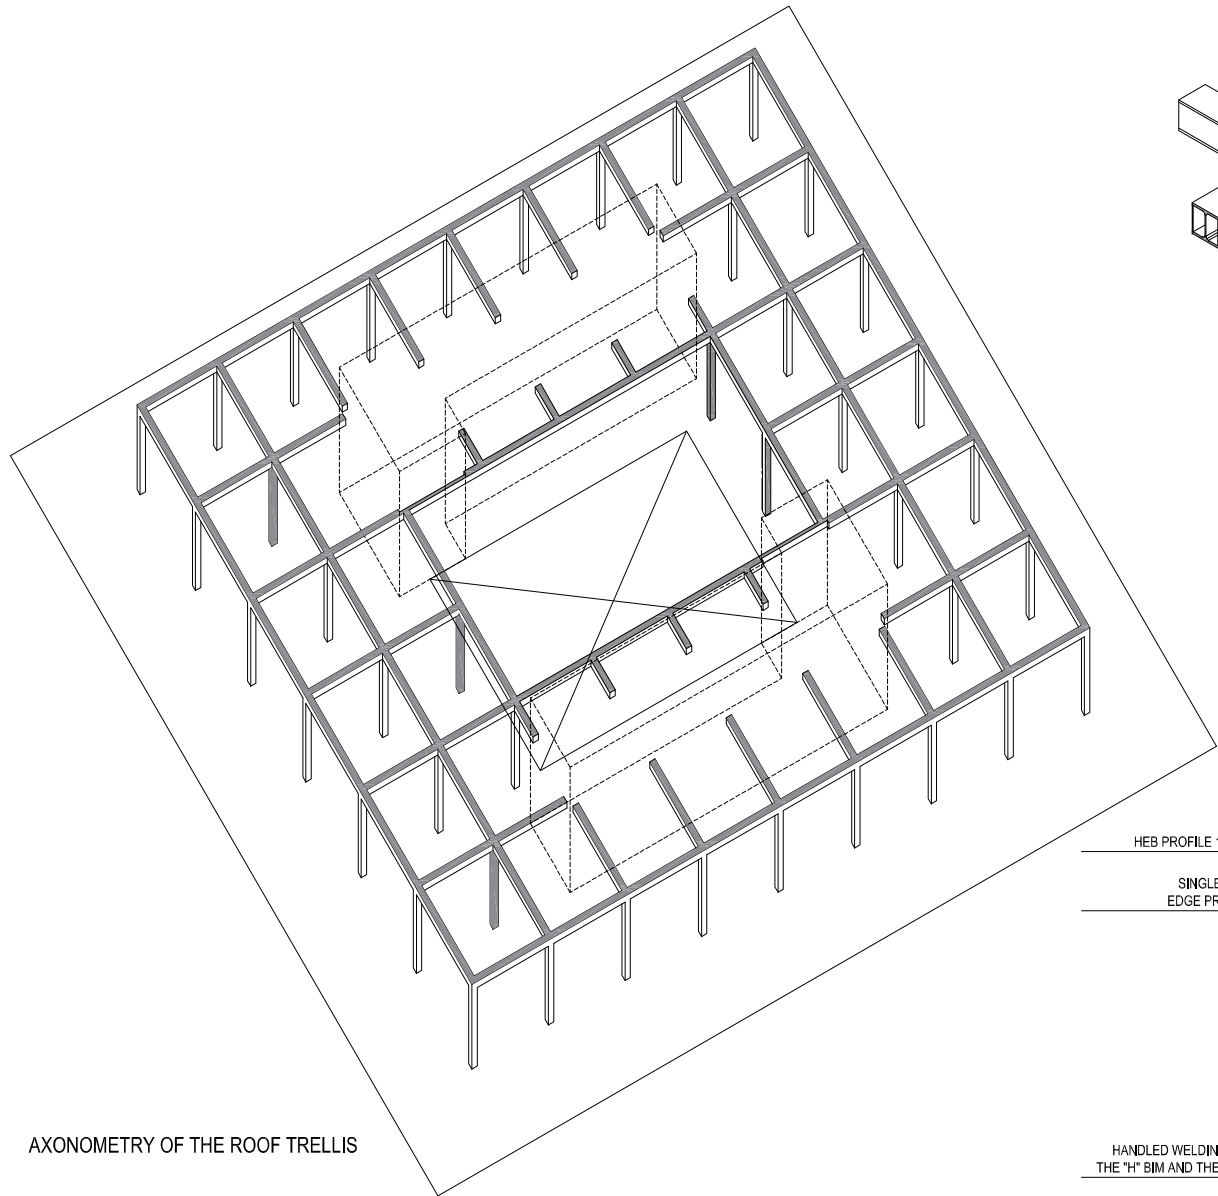 HEB PROFILE
SINGLE
EDGE PR
AXONOMETRY OF THE ROOF TRELLIS
HANDLED WELDIN
THE "H" BIM AND THE